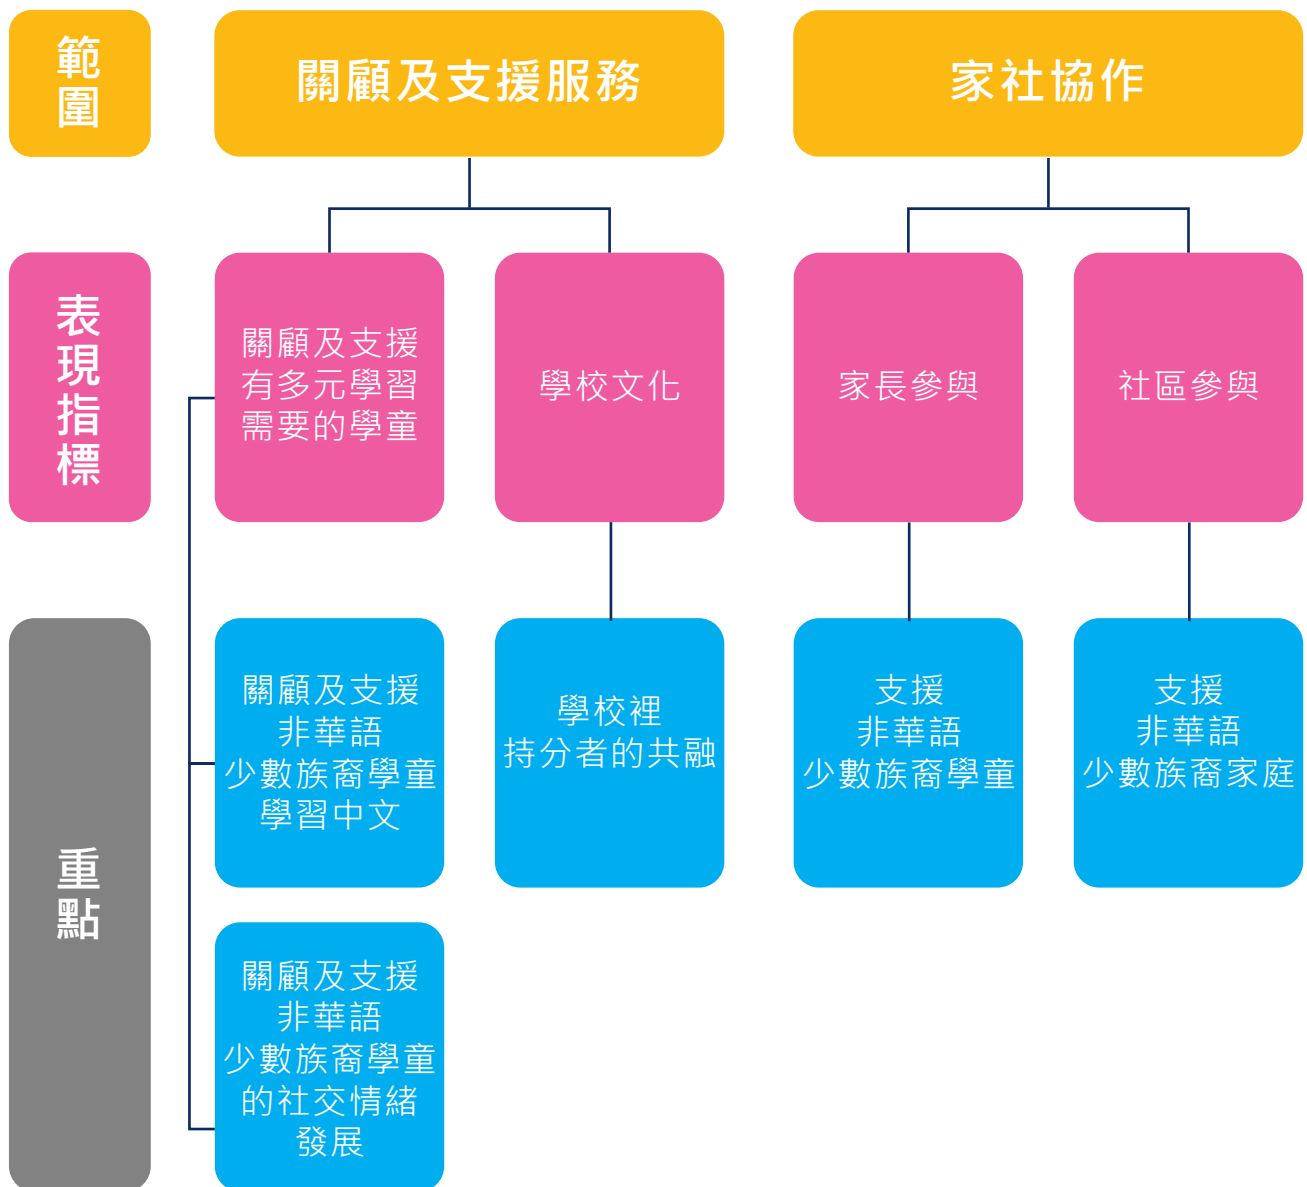 範圍
關顧及支援服務
家社協作
表現指標
關顧及支援
有多元學習
需要的學童
學校文化
家長參與
社區參與
重點
關顧及支援
非華語
少數族裔學童
學習中文
學校裡
持分者的共融
支援
非華語
少數族裔學童
支援
非華語
少數族裔家庭
關顧及支援
非華語
少數族裔學童
的社交情緒
發展